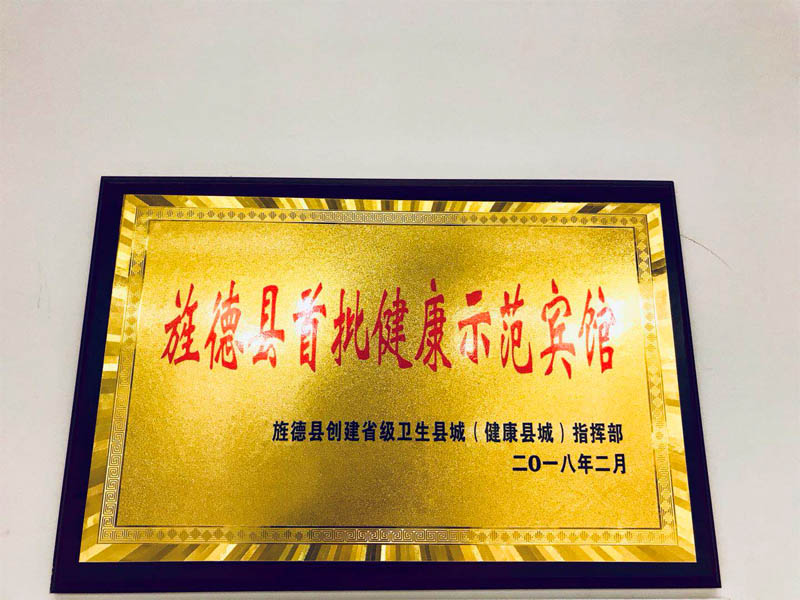 旌德县首批健康示范宾馆
旌德县创建省级卫生县城（健康县城）指挥部
二O一八年二月